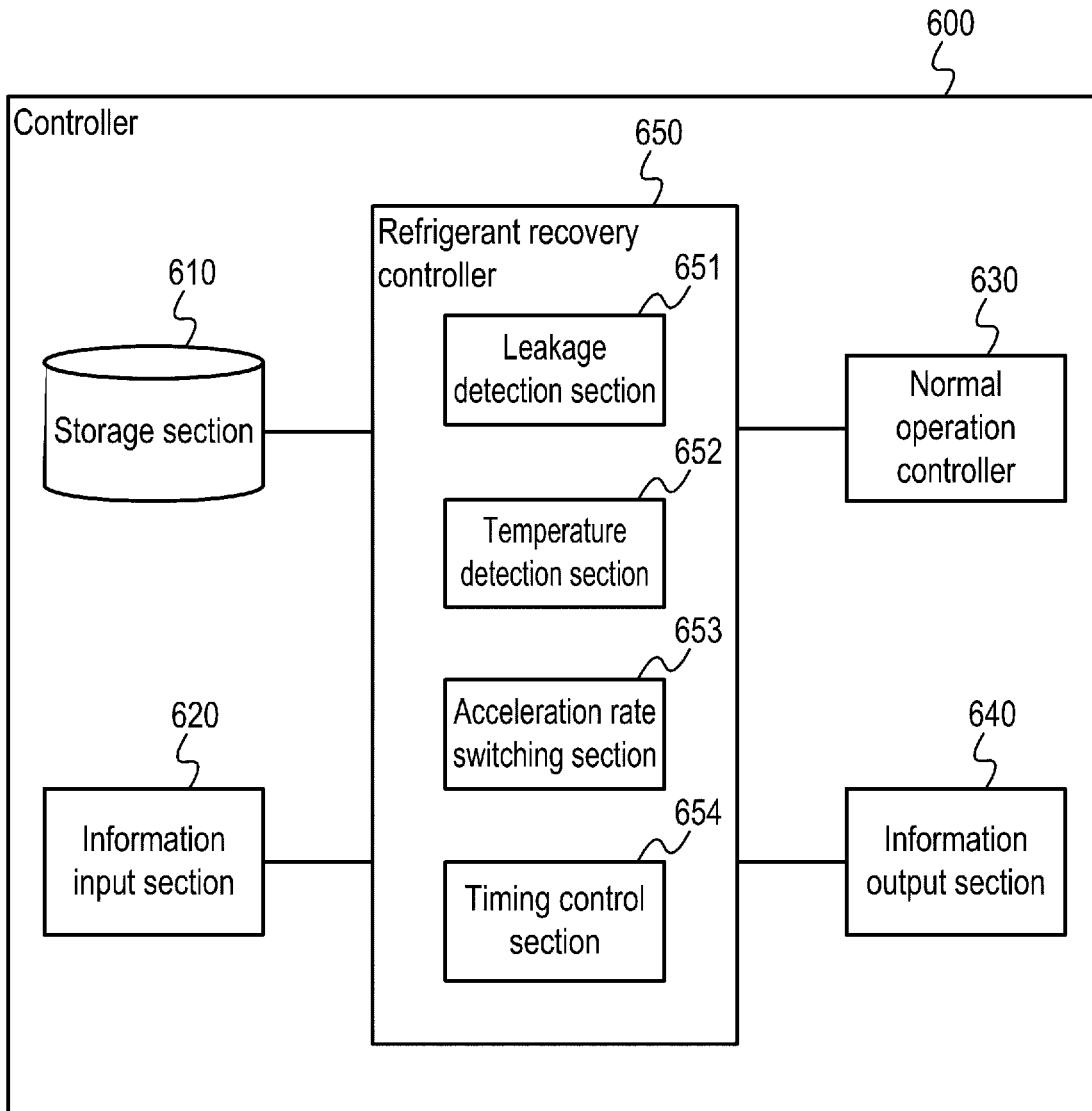 600
Controller
650
Refrigerant recovery
controller
651
Leakage
detection section
610
Storage section
630
Normal
operation
controller
652
Temperature
detection section
653
Acceleration rate
switching section
620
Information
input section
640
Information
output section
654
Timing control
section